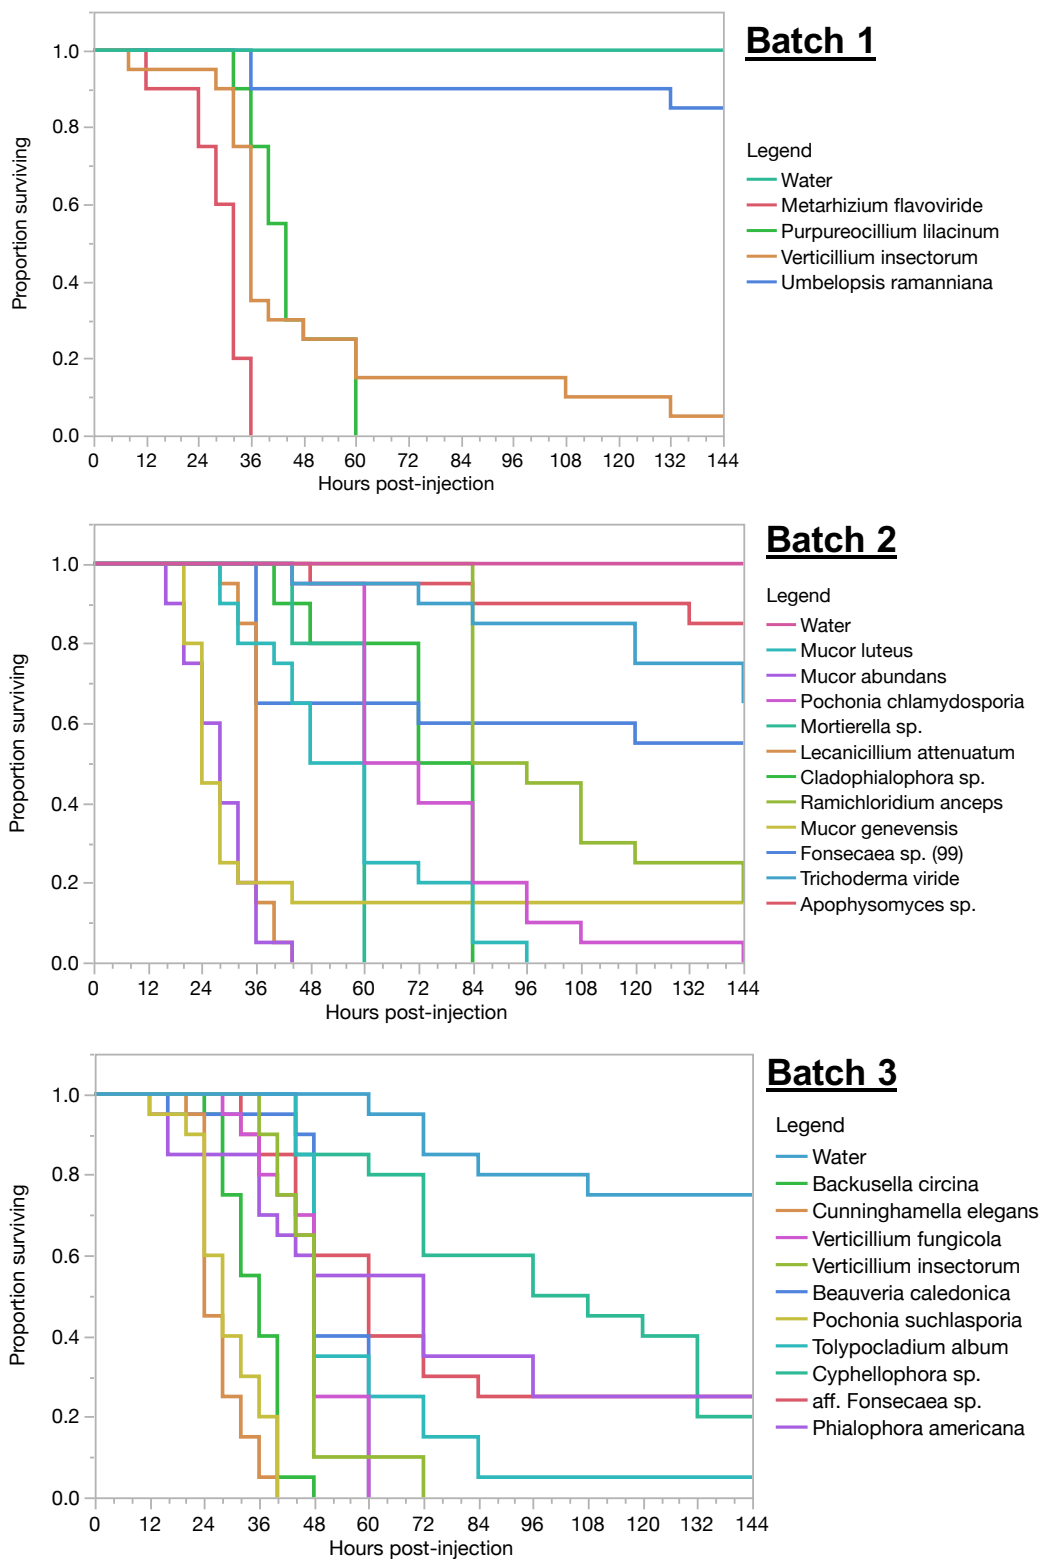 Batch 1
1.0
0.8
0.6
0.4
0.2
0.0
Proportion surviving
0 12 24 36 48 60 72 84 96 108 120 132 144
Hours post-injection
Legend
Water
Metarhizium flavoviride
Purpureocillium lilacinum
Verticillium insectorum
Umbelopsis ramanniana
Batch 2
1.0
0.8
0.6
0.4
0.2
0.0
Proportion surviving
0 12 24 36 48 60 72 84 96 108 120 132 144
Hours post-injection
Legend
Water
Mucor luteus
Mucor abundans
Pochonia chlamydosporia
Mortierella sp.
Lecanicillium attenuatum
Cladophialophora sp.
Ramichloridium anceps
Mucor genevensis
Fonsecaea sp. (99)
Trichoderma viride
Apophysomyces sp.
Batch 3
1.0
0.8
0.6
0.4
0.2
0.0
Proportion surviving
0 12 24 36 48 60 72 84 96 108 120 132 144
Hours post-injection
Legend
Water
Backusella circina
Cunninghamella elegans
Verticillium fungicola
Verticillium insectorum
Beauveria caledonica
Pochonia suchlasporia
Tolypocladium album
Cyphellophora sp.
aff. Fonsecaea sp.
Phialophora americana